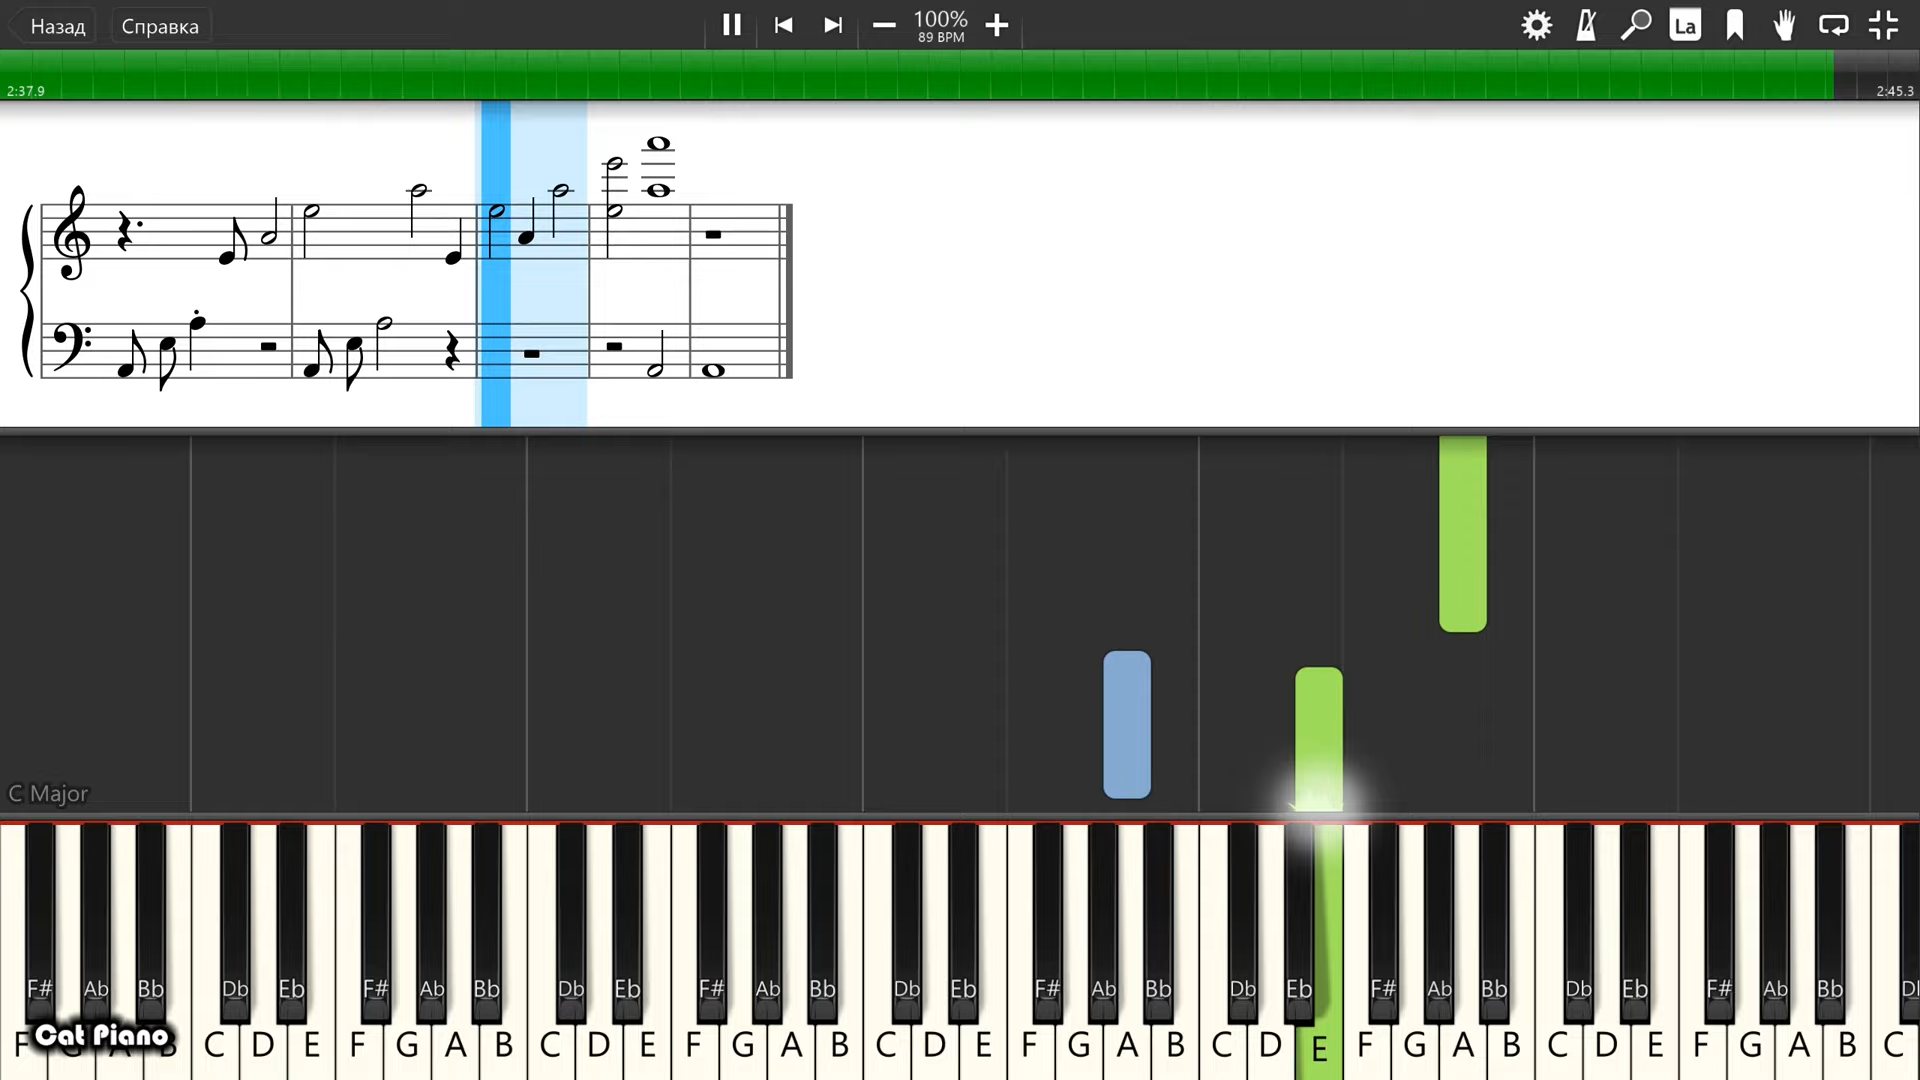 Назад Справка 100% La
89 BPM
2:37.9 2:45.3
C Major
F# Ab Bb Db Eb F# Ab Bb Db Eb F# Ab Bb Db Eb F# Ab Bb Db Eb F# Ab Bb Db Eb F# Ab Bb
Cat Piano
F G A B C D E F G A B C D E F G A B C D E F G A B C D E F G A B C D E F G A B C